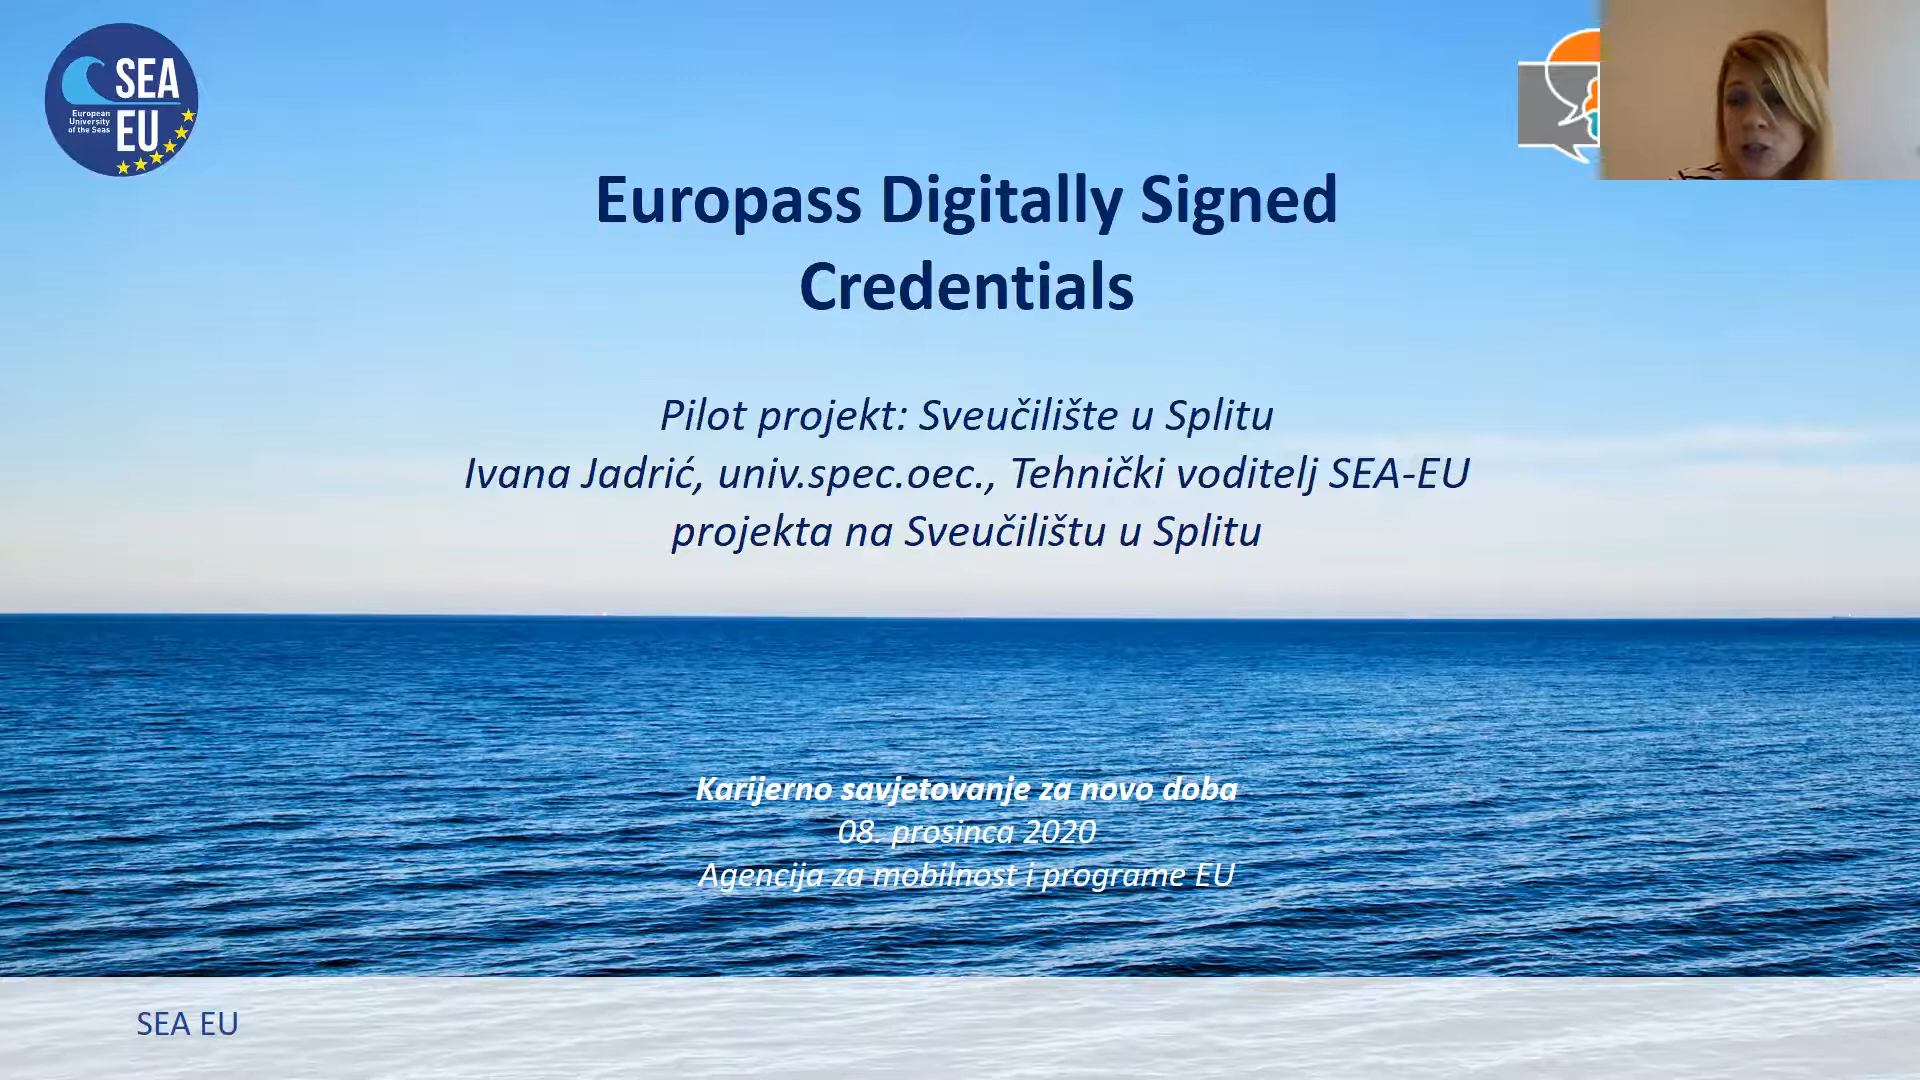 SEA
EU
European
University
of the Seas
Europass Digitally Signed
Credentials
Pilot projekt: Sveučilište u Splitu
Ivana Jadrić, univ.spec.oec., Tehnički voditelj SEA-EU
projekta na Sveučilištu u Splitu
Karijerno savjetovanje za novo doba
08. prosinca 2020
Agencija za mobilnost i programe EU
SEA EU